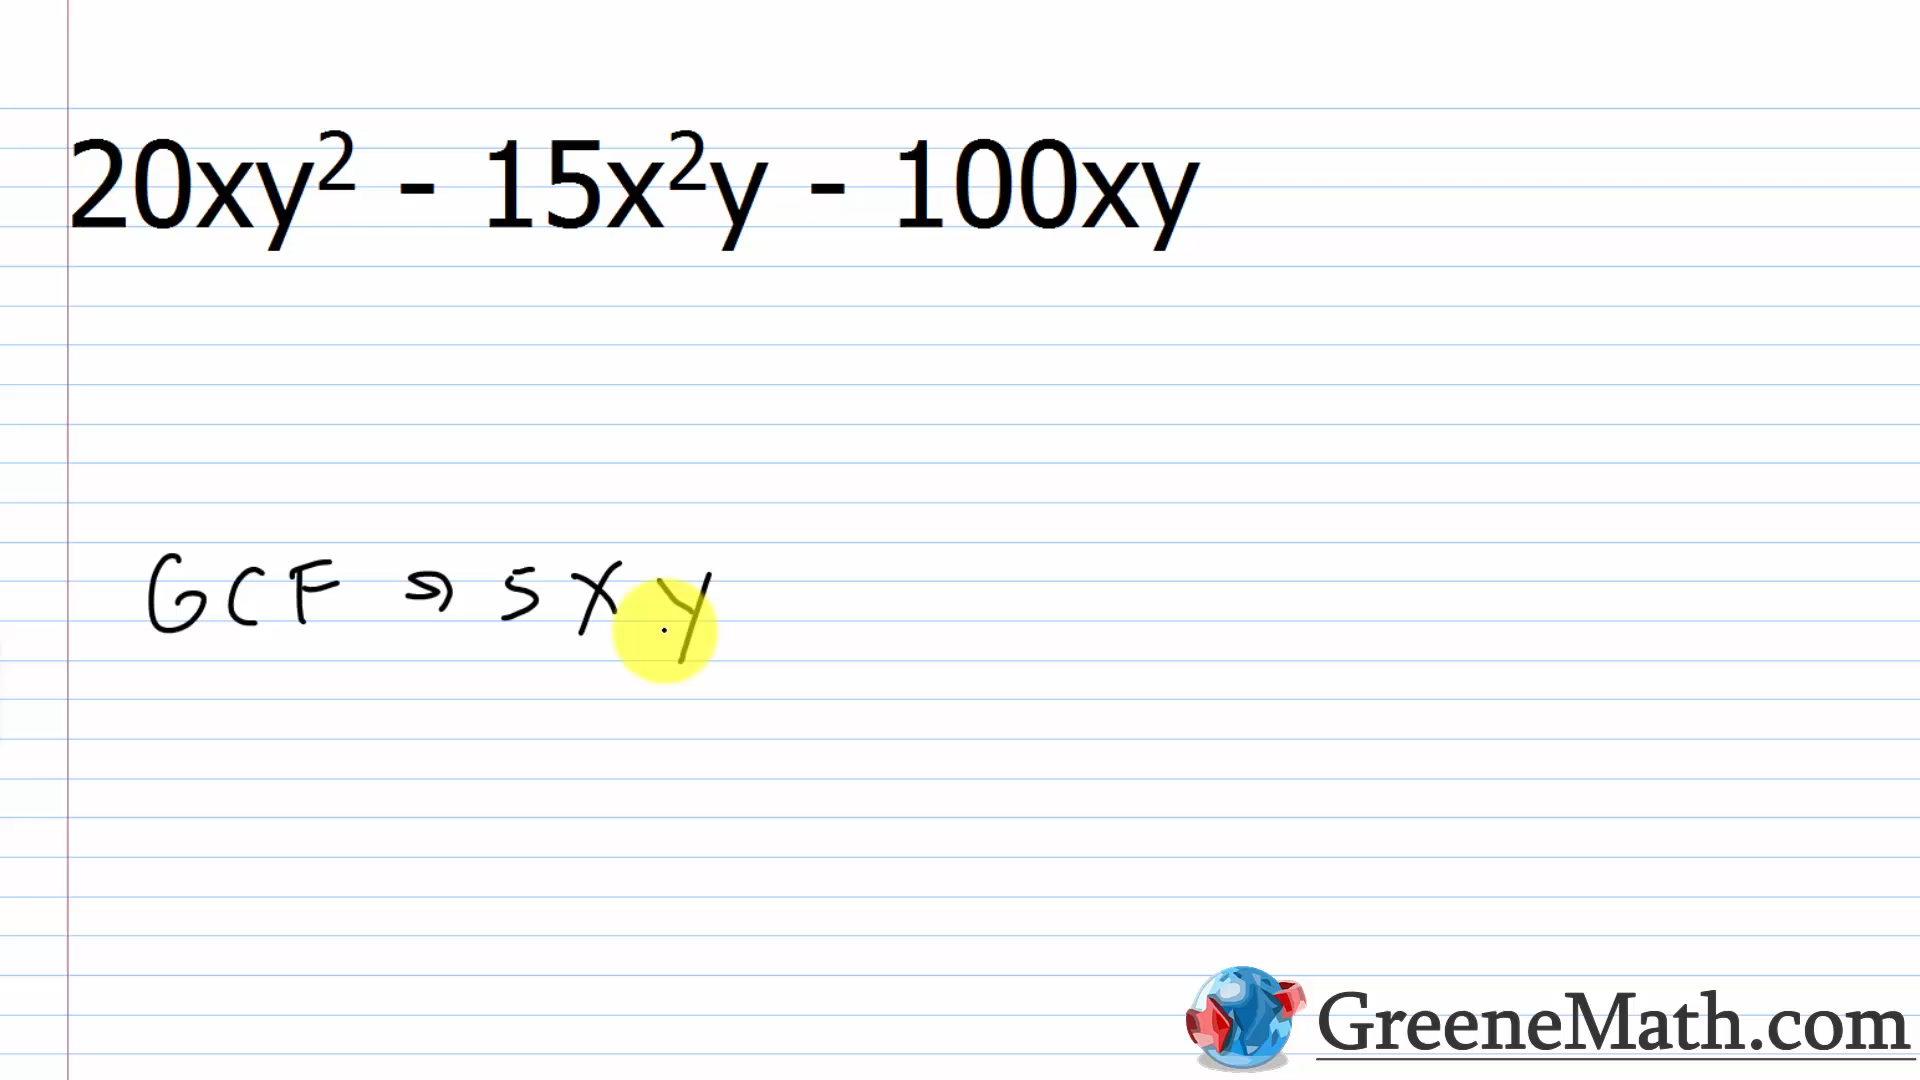 20xy² - 15x²y - 100xy
GCF ⇒ 5xy
GreeneMath.com